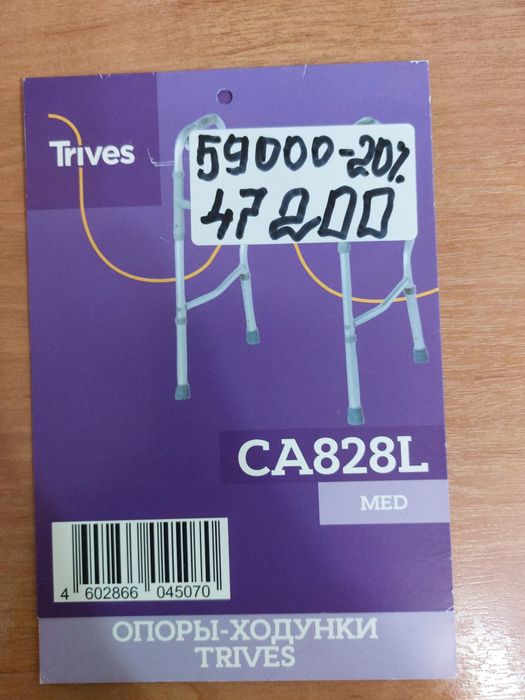 Trives
59000-20%
47200
CA828L
MED
4 602866 045070
ОПОРЫ-ХОДУНКИ
TRIVES